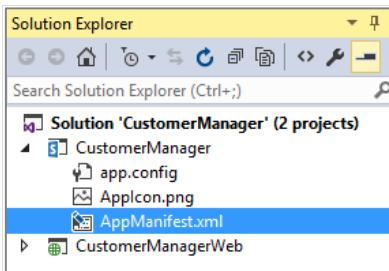 Solution Explorer
Search Solution Explorer (Ctrl+;)
Solution 'CustomerManager' (2 projects)
CustomerManager
app.config
AppIcon.png
AppManifest.xml
CustomerManagerWeb